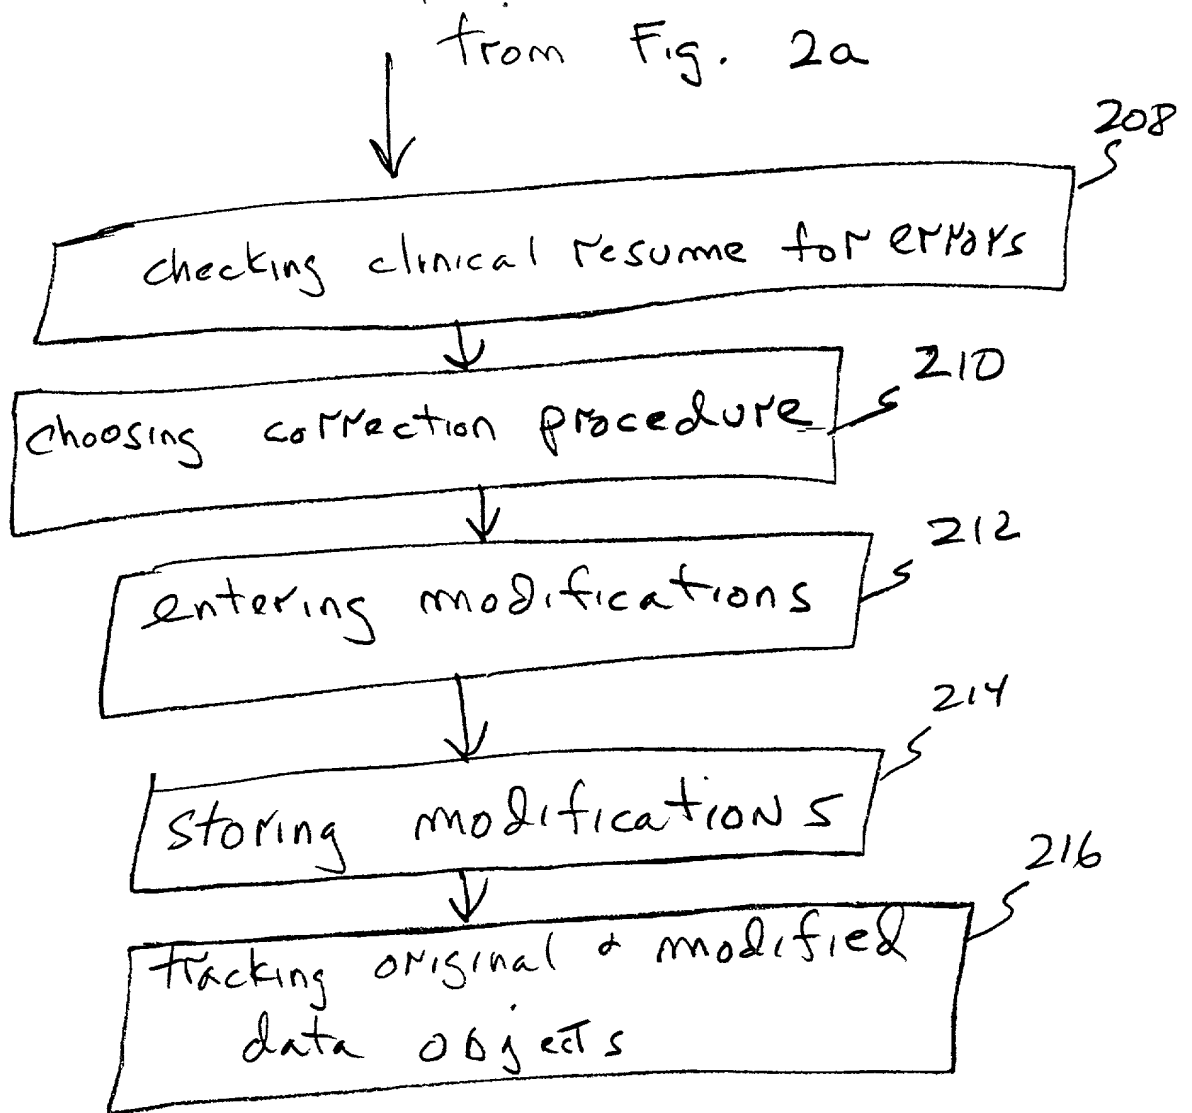 from Fig. 2a
208
checking clinical resume for errors
210
choosing correction procedure
212
entering modifications
214
storing modifications
216
tracking original & modified
data objects